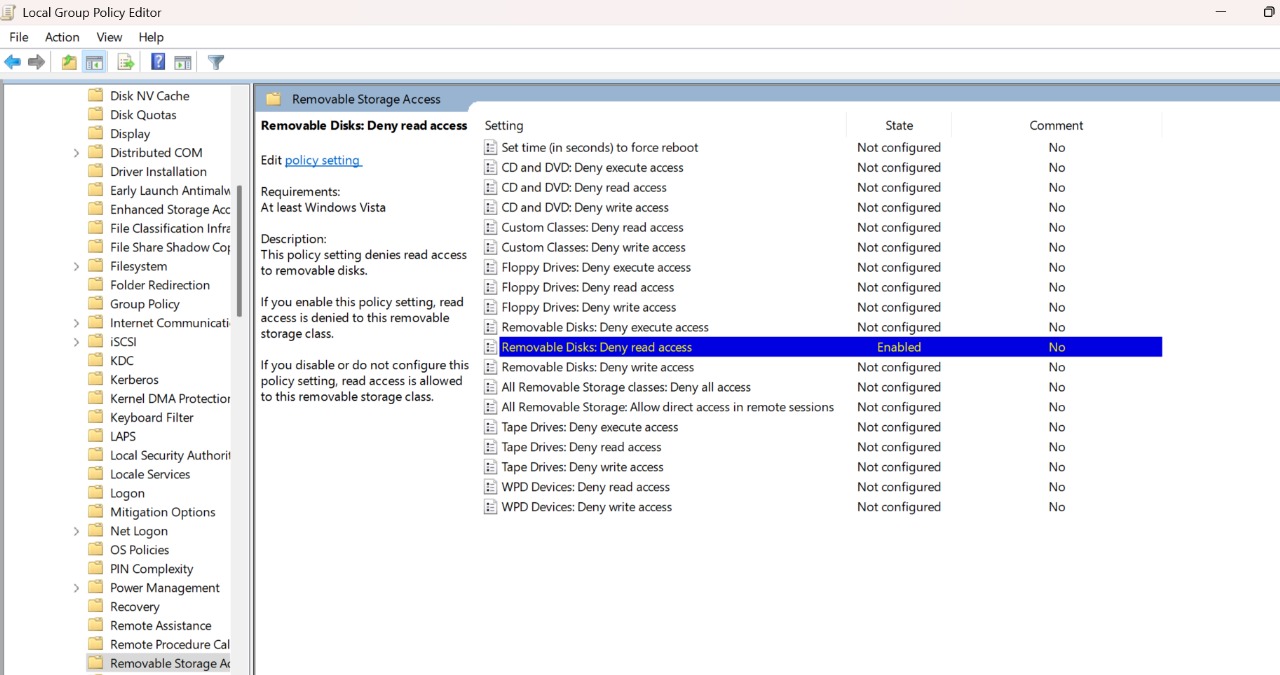 Local Group Policy Editor
File Action View Help
Disk NV Cache
Disk Quotas
Display
Distributed COM
Driver Installation
Early Launch Antimalw
Enhanced Storage Acc
File Classification Infra
File Share Shadow Cop
Filesystem
Folder Redirection
Group Policy
Internet Communicati
iSCSI
KDC
Kerberos
Kernel DMA Protection
Keyboard Filter
LAPS
Local Security Authorit
Locale Services
Logon
Mitigation Options
Net Logon
OS Policies
PIN Complexity
Power Management
Recovery
Remote Assistance
Remote Procedure Cal
Removable Storage Ac
Removable Storage Access
Removable Disks: Deny read access
Edit policy setting
Requirements:
At least Windows Vista
Description:
This policy setting denies read access
to removable disks.
If you enable this policy setting, read
access is denied to this removable
storage class.
If you disable or do not configure this
policy setting, read access is allowed
to this removable storage class.
Setting State Comment
Set time (in seconds) to force reboot Not configured No
CD and DVD: Deny execute access Not configured No
CD and DVD: Deny read access Not configured No
CD and DVD: Deny write access Not configured No
Custom Classes: Deny read access Not configured No
Custom Classes: Deny write access Not configured No
Floppy Drives: Deny execute access Not configured No
Floppy Drives: Deny read access Not configured No
Floppy Drives: Deny write access Not configured No
Removable Disks: Deny execute access Not configured No
Removable Disks: Deny read access Enabled No
Removable Disks: Deny write access Not configured No
All Removable Storage classes: Deny all access Not configured No
All Removable Storage: Allow direct access in remote sessions Not configured No
Tape Drives: Deny execute access Not configured No
Tape Drives: Deny read access Not configured No
Tape Drives: Deny write access Not configured No
WPD Devices: Deny read access Not configured No
WPD Devices: Deny write access Not configured No